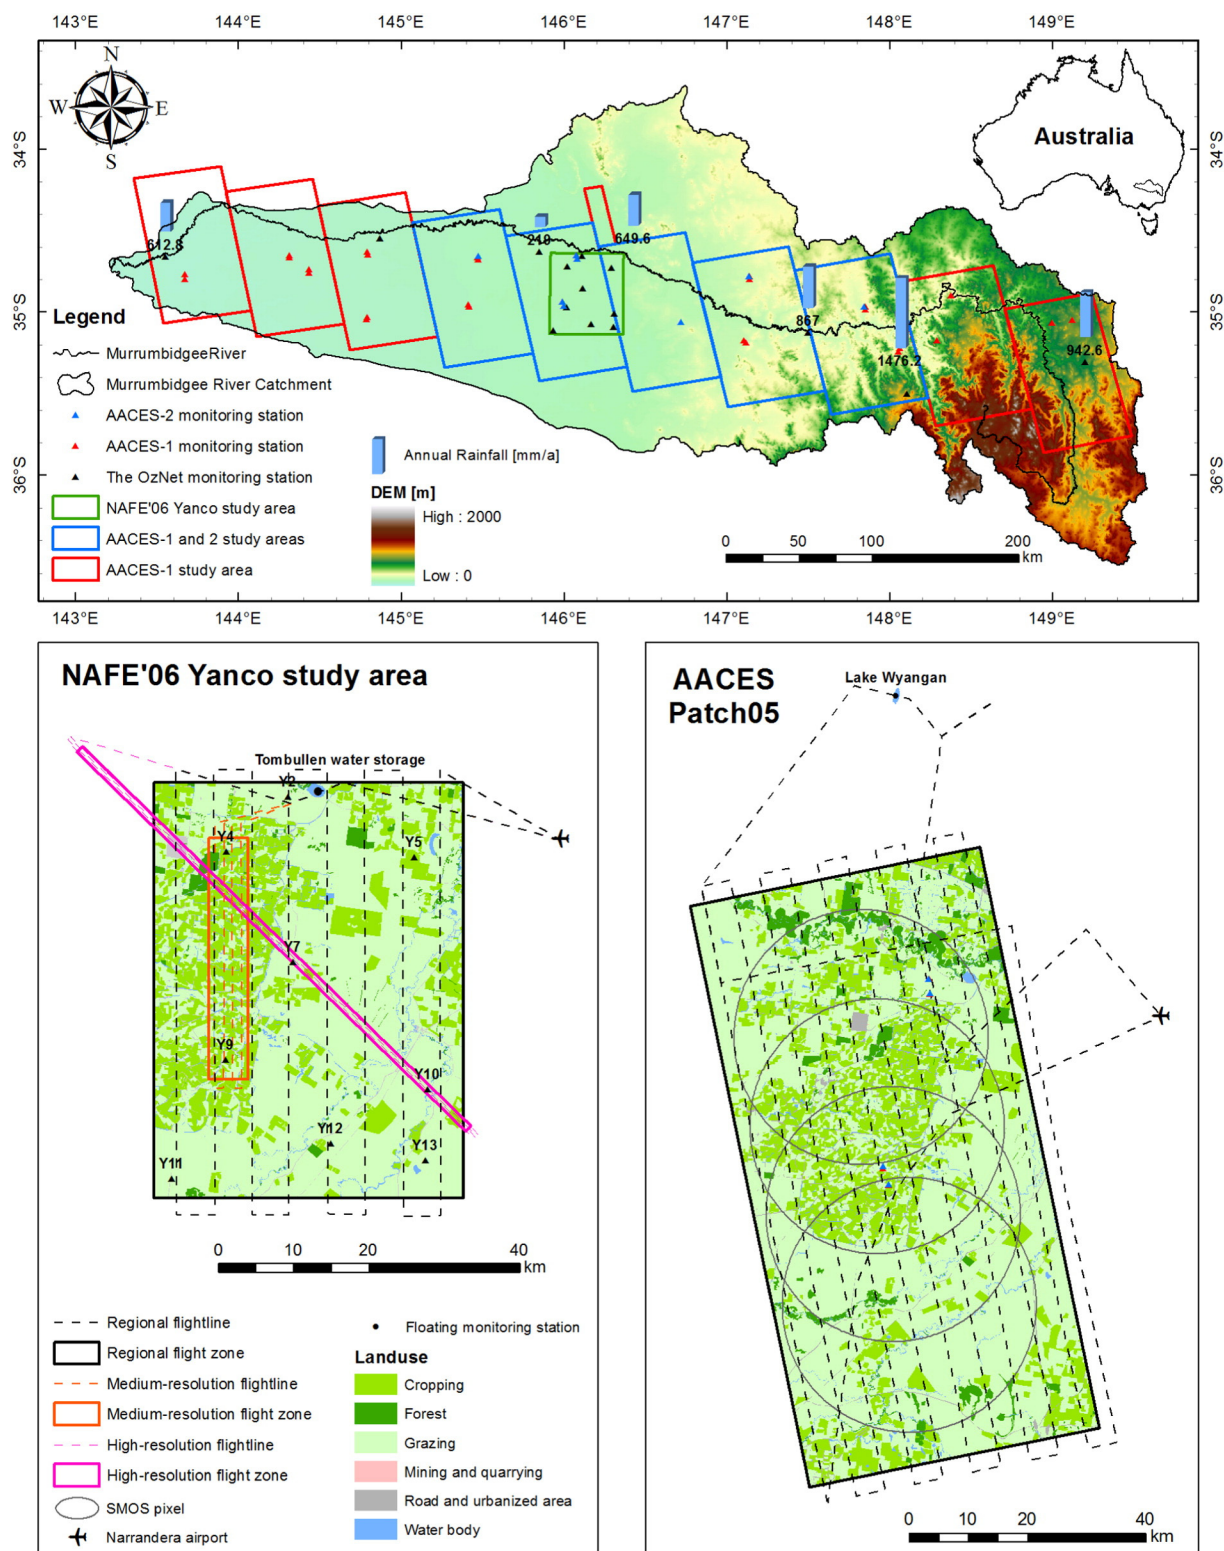 143°E 144°E 145°E 146°E 147°E 148°E 149°E
N
W E
S
34°S
34°S
Australia
612.8
210
649.6
867
1476.2
942.6
35°S
35°S
36°S
36°S
Legend
MurrumbidgeeRiver
Murrumbidgee River Catchment
AACES-2 monitoring station
AACES-1 monitoring station
The OzNet monitoring station
NAFE'06 Yanco study area
AACES-1 and 2 study areas
AACES-1 study area
Annual Rainfall [mm/a]
DEM [m]
High : 2000
Low : 0
0 50 100 200
km
143°E 144°E 145°E 146°E 147°E 148°E 149°E
NAFE'06 Yanco study area
Tombullen water storage
Y2
Y4
Y5
Y7
Y9
Y10
Y12
Y13
Y11
0 10 20 40
km
Regional flightline
Regional flight zone
Medium-resolution flightline
Medium-resolution flight zone
High-resolution flightline
High-resolution flight zone
SMOS pixel
Narrandera airport
Floating monitoring station
Landuse
Cropping
Forest
Grazing
Mining and quarrying
Road and urbanized area
Water body
AACES
Patch05
Lake Wyangan
0 10 20 40
km